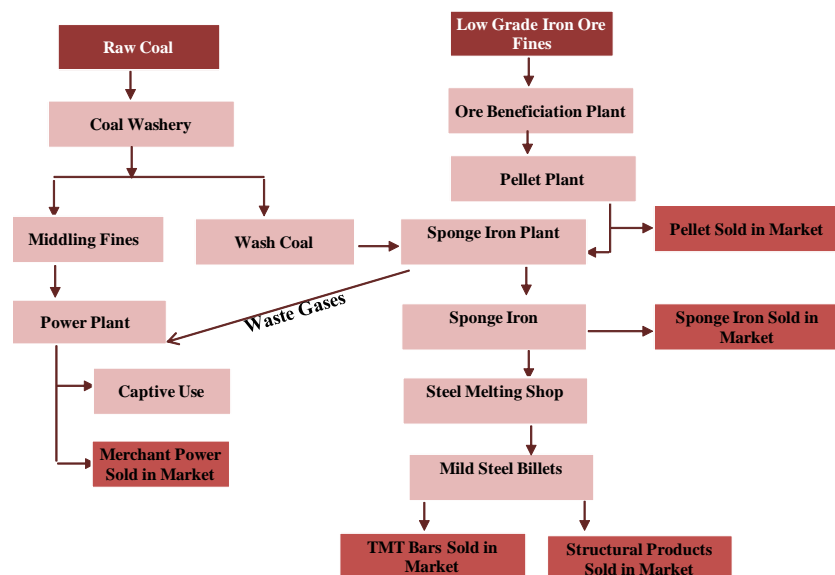 Raw Coal
Low Grade Iron Ore
Fines
Coal Washery
Ore Beneficiation Plant
Pellet Plant
Middling Fines
Wash Coal
Sponge Iron Plant
Pellet Sold in Market
Waste Gases
Power Plant
Sponge Iron
Sponge Iron Sold in
Market
Captive Use
Steel Melting Shop
Merchant Power
Sold in Market
Mild Steel Billets
TMT Bars Sold in
Market
Structural Products
Sold in Market